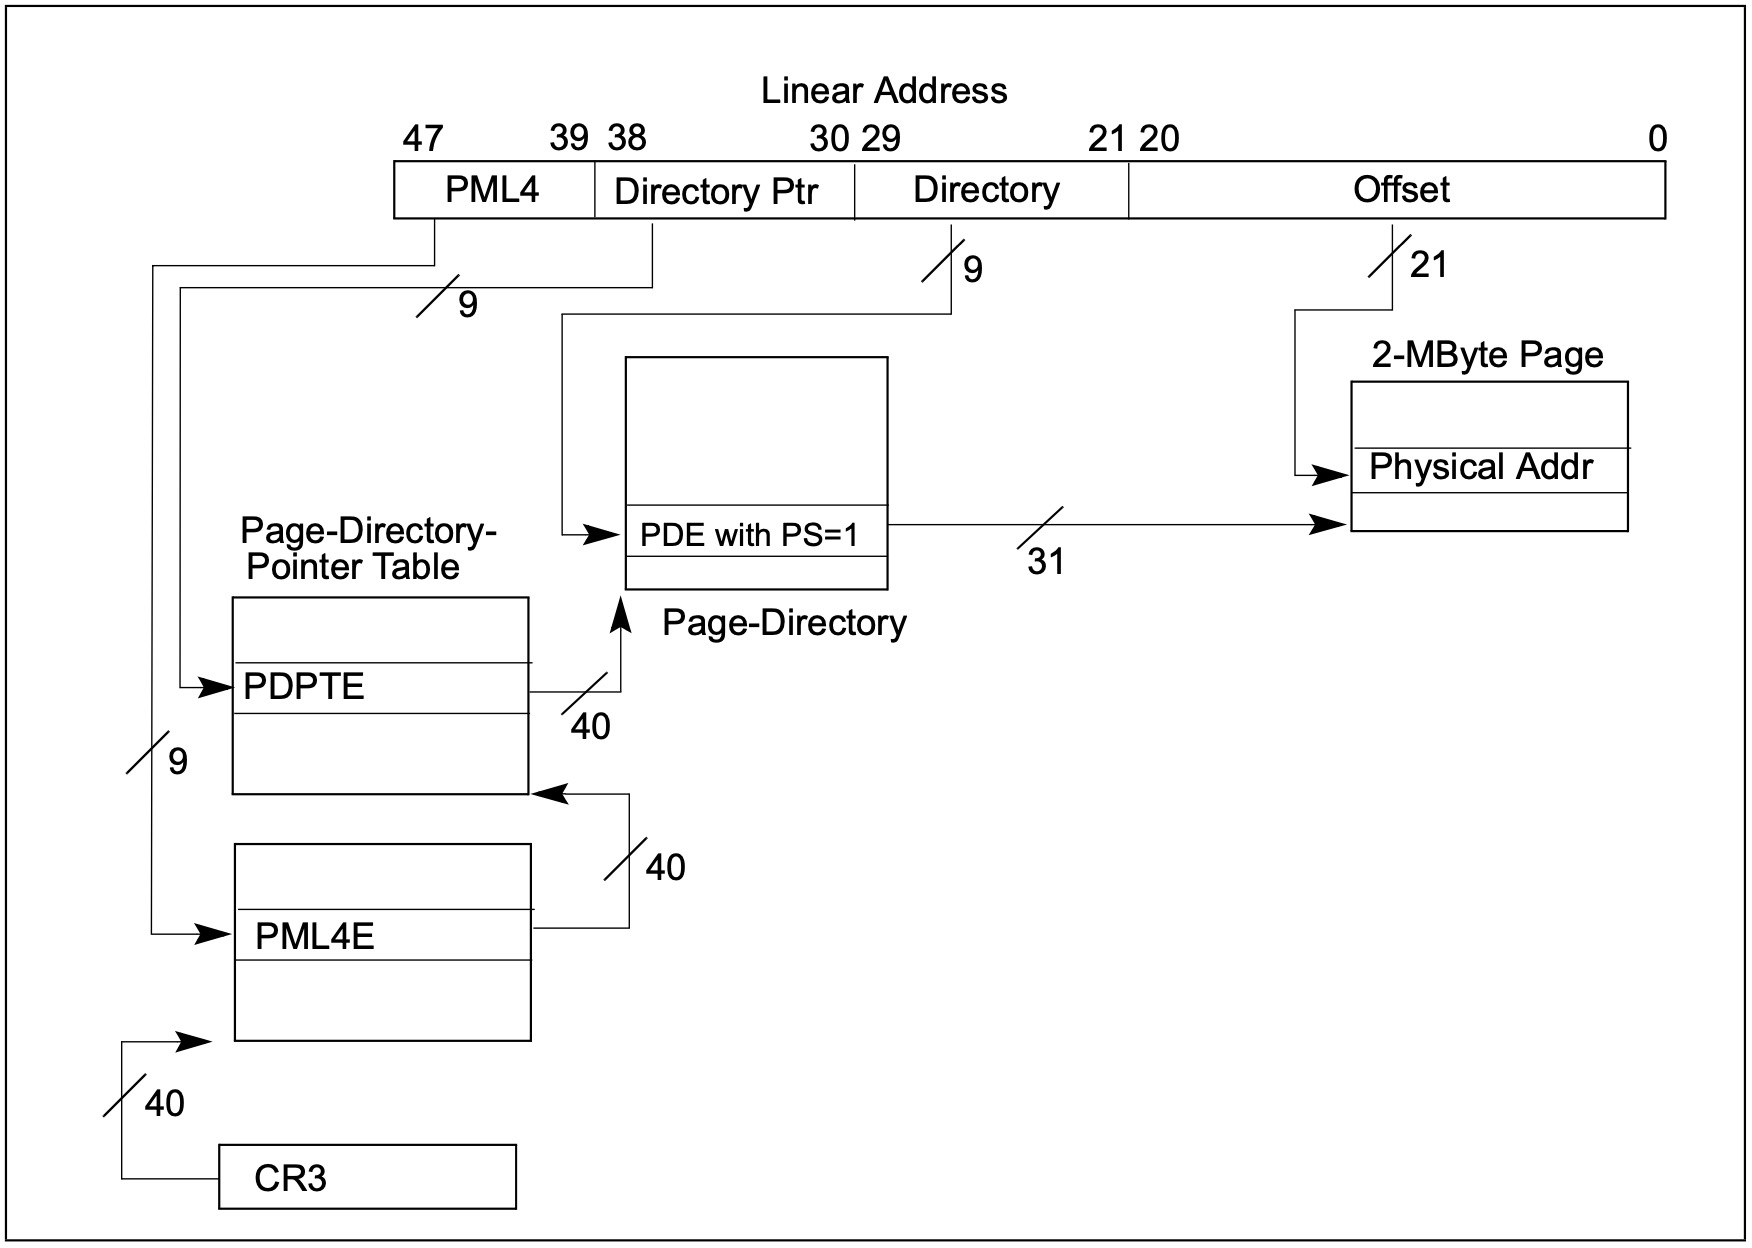 Linear Address
47 39 38 30 29 21 20 0
PML4 Directory Ptr Directory Offset
9
9
21
2-MByte Page
Physical Addr
PDE with PS=1
31
Page-Directory-
Pointer Table
Page-Directory
PDPTE
40
9
40
PML4E
40
CR3